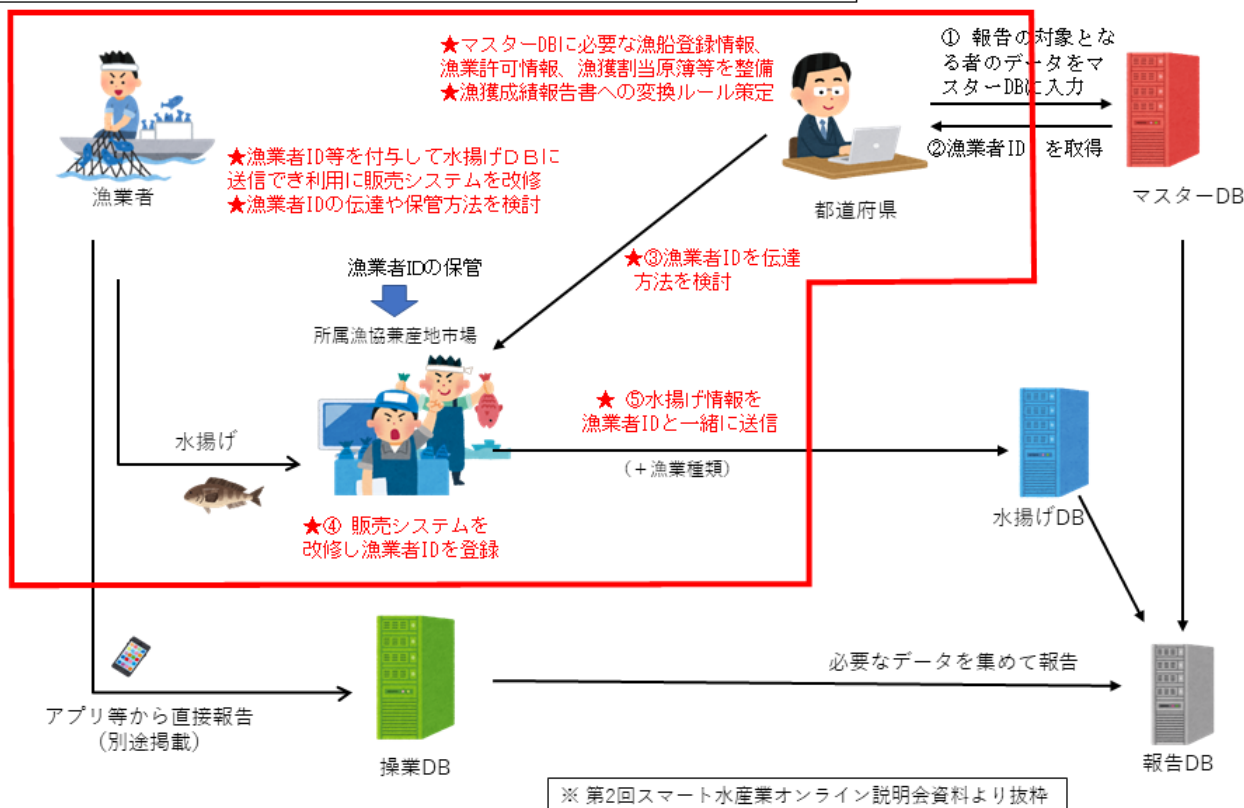 ★マスターDBに必要な漁船登録情報、
漁業許可情報、漁獲割当原簿等を整備
★漁獲成績報告書への変換ルール策定
① 報告の対象とな
る者のデータをマ
スターDBに入力
②漁業者ID を取得
マスターDB
都道府県
漁業者
★漁業者ID等を付与して水揚げDBに
送信でき利用に販売システムを改修
★漁業者IDの伝達や保管方法を検討
★③漁業者IDを伝達
方法を検討
漁業者IDの保管
所属漁協兼産地市場
水揚げ
★ ⑤水揚げ情報を
漁業者IDと一緒に送信
(+漁業種類)
水揚げDB
★④ 販売システムを
改修し漁業者IDを登録
アプリ等から直接報告
(別途掲載)
操業DB
必要なデータを集めて報告
報告DB
※ 第2回スマート水産業オンライン説明会資料より抜粋